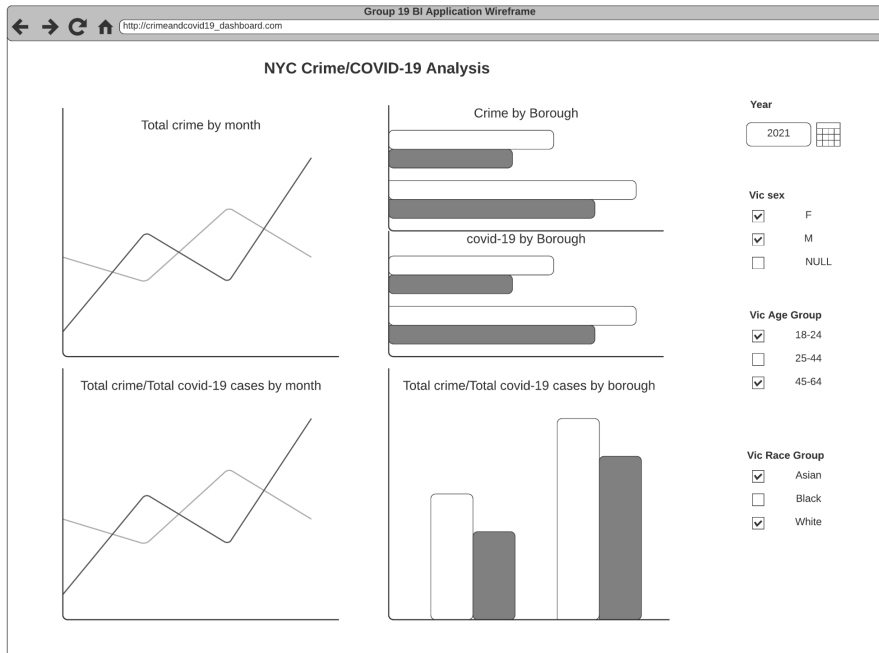 Group 19 BI Application Wireframe
http://crimeandcovid19_dashboard.com
NYC Crime/COVID-19 Analysis
Total crime by month
Crime by Borough
covid-19 by Borough
Total crime/Total covid-19 cases by month
Total crime/Total covid-19 cases by borough
Year
2021
Vic sex
F
M
NULL
Vic Age Group
18-24
25-44
45-64
Vic Race Group
Asian
Black
White